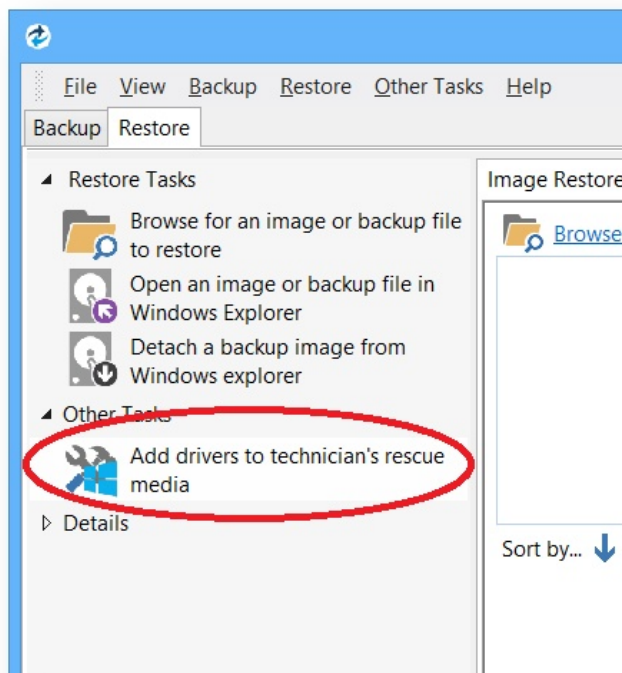 File View Backup Restore Other Tasks Help
Backup Restore
Restore Tasks
Browse for an image or backup file
to restore
Open an image or backup file in
Windows Explorer
Detach a backup image from
Windows explorer
Other Tasks
Add drivers to technician's rescue
media
Details
Image Restore
Browse
Sort by...